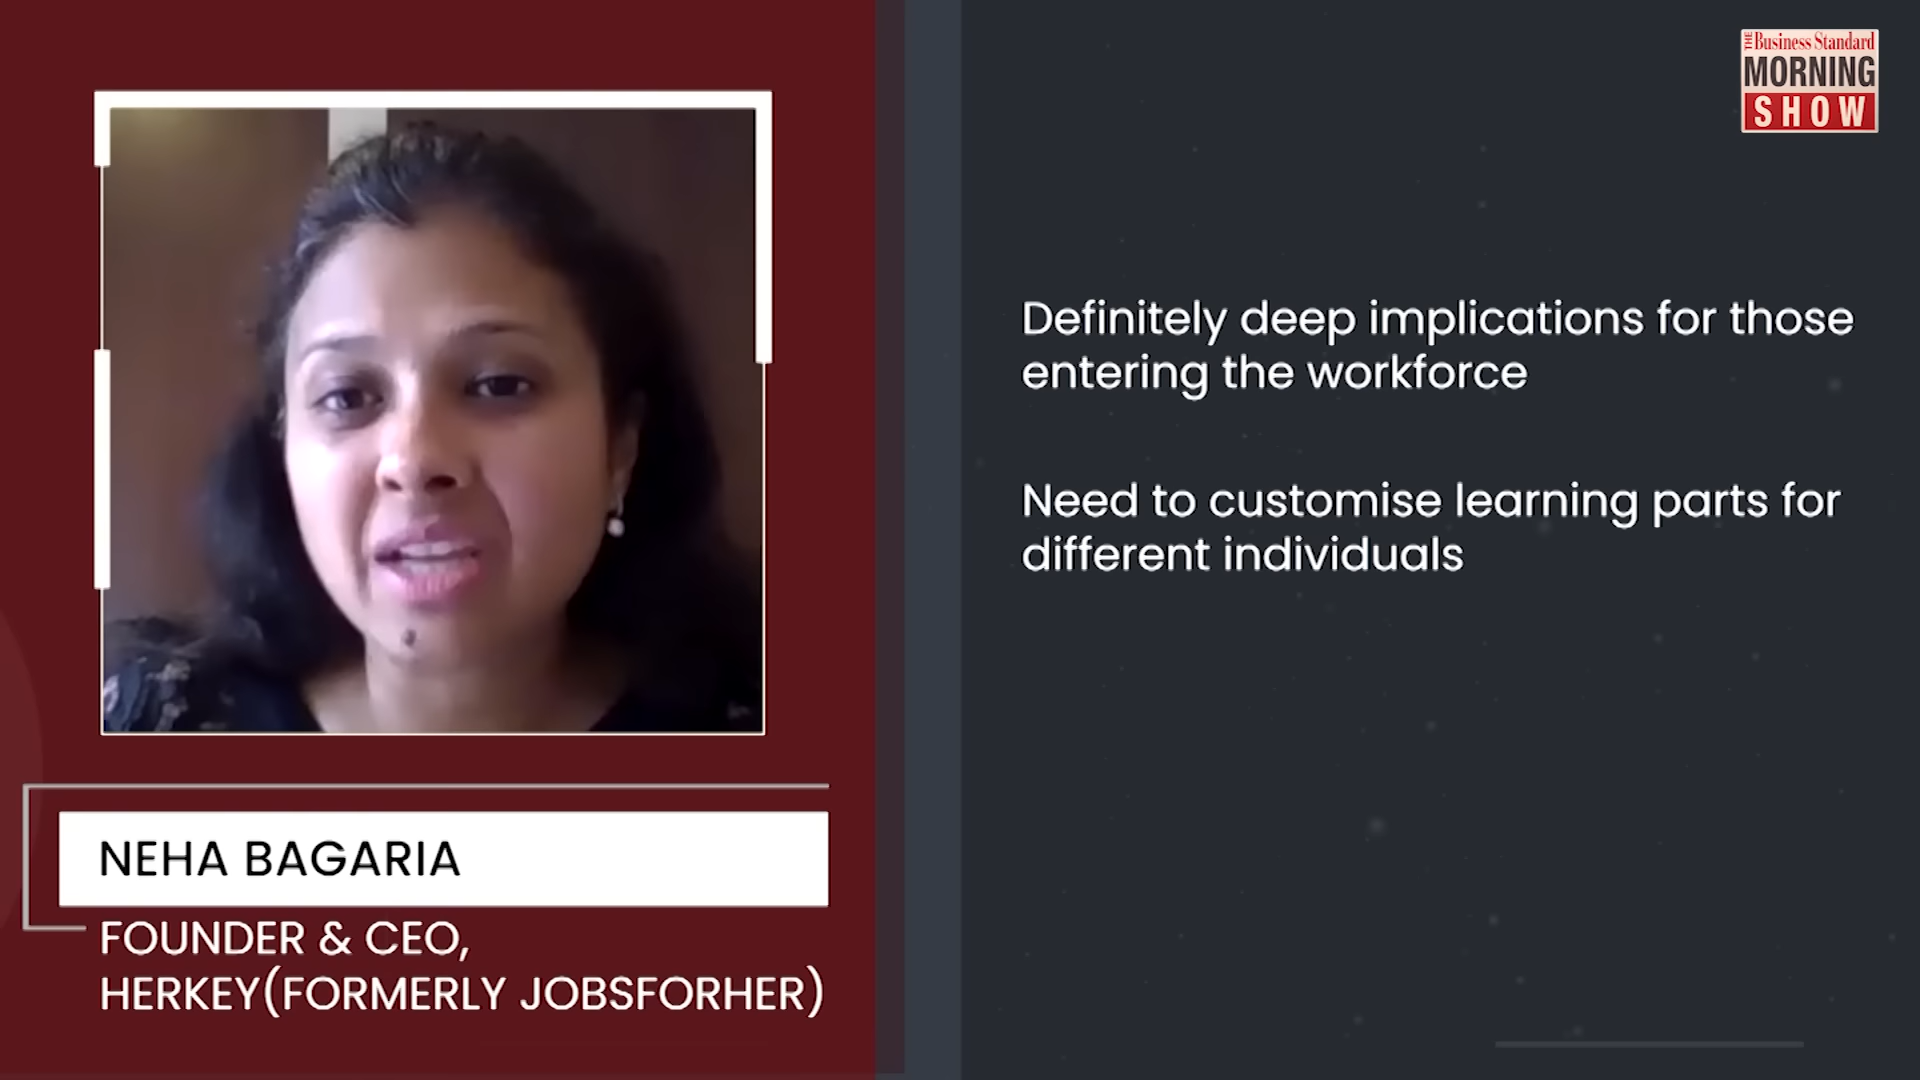 THE Business Standard
MORNING
SHOW
Definitely deep implications for those
entering the workforce
Need to customise learning parts for
different individuals
NEHA BAGARIA
FOUNDER & CEO,
HERKEY(FORMERLY JOBSFORHER)